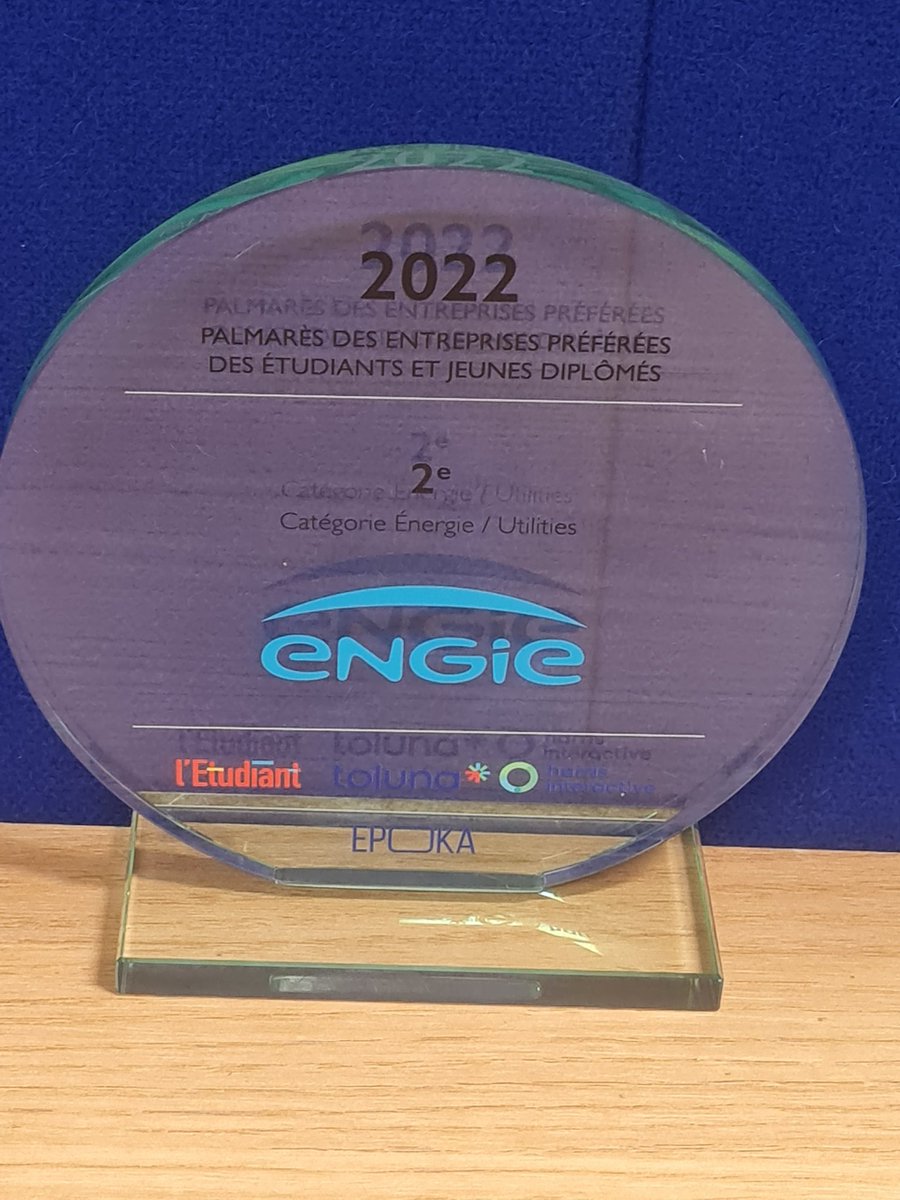 2022
PALMARÈS DES ENTREPRISES PRÉFÉRÉES
DES ÉTUDIANTS ET JEUNES DIPLÔMÉS
2e
Catégorie Énergie / Utilities
ENGiE
l'Etudiant toluna* harris
interactive
EPOKA